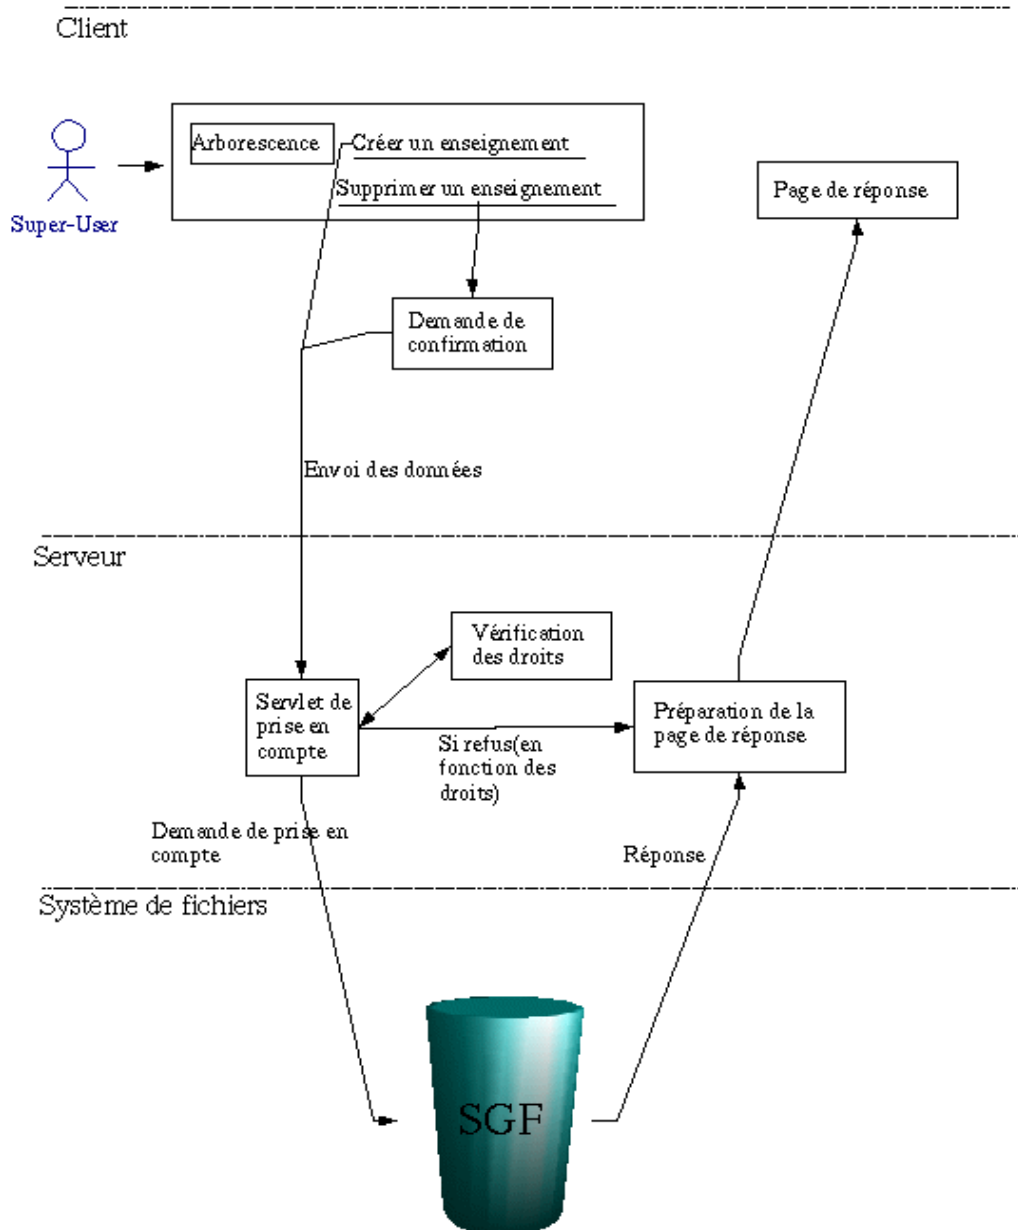 Client
Arborescence
Créer un enseignement
Supprimer un enseignement
Super-User
Page de réponse
Demande de
confirmation
Envoi des données
Serveur
Vérification
des droits
Servlet de
prise en
compte
Préparation de la
page de réponse
Si refus(en
fonction des
droits)
Demande de prise en
compte
Réponse
Système de fichiers
SGF